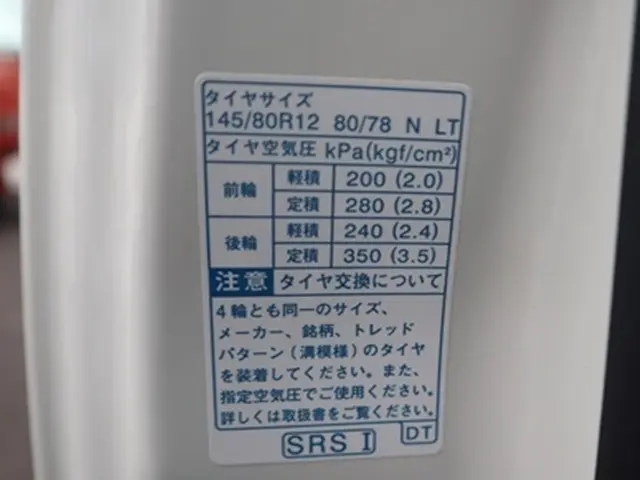 タイヤサイズ
145/80R12 80/78 N LT
タイヤ空気圧 kPa(kgf/cm²)
前輪 軽積 200 (2.0)
定積 280 (2.8)
後輪 軽積 240 (2.4)
定積 350 (3.5)
注意 タイヤ交換について
4輪とも同一のサイズ、
メーカー、銘柄、トレッド
パターン(溝模様)のタイヤ
を装着してください。また、
指定空気圧でご使用ください。
詳しくは取扱書をご覧ください。
SRS I DT